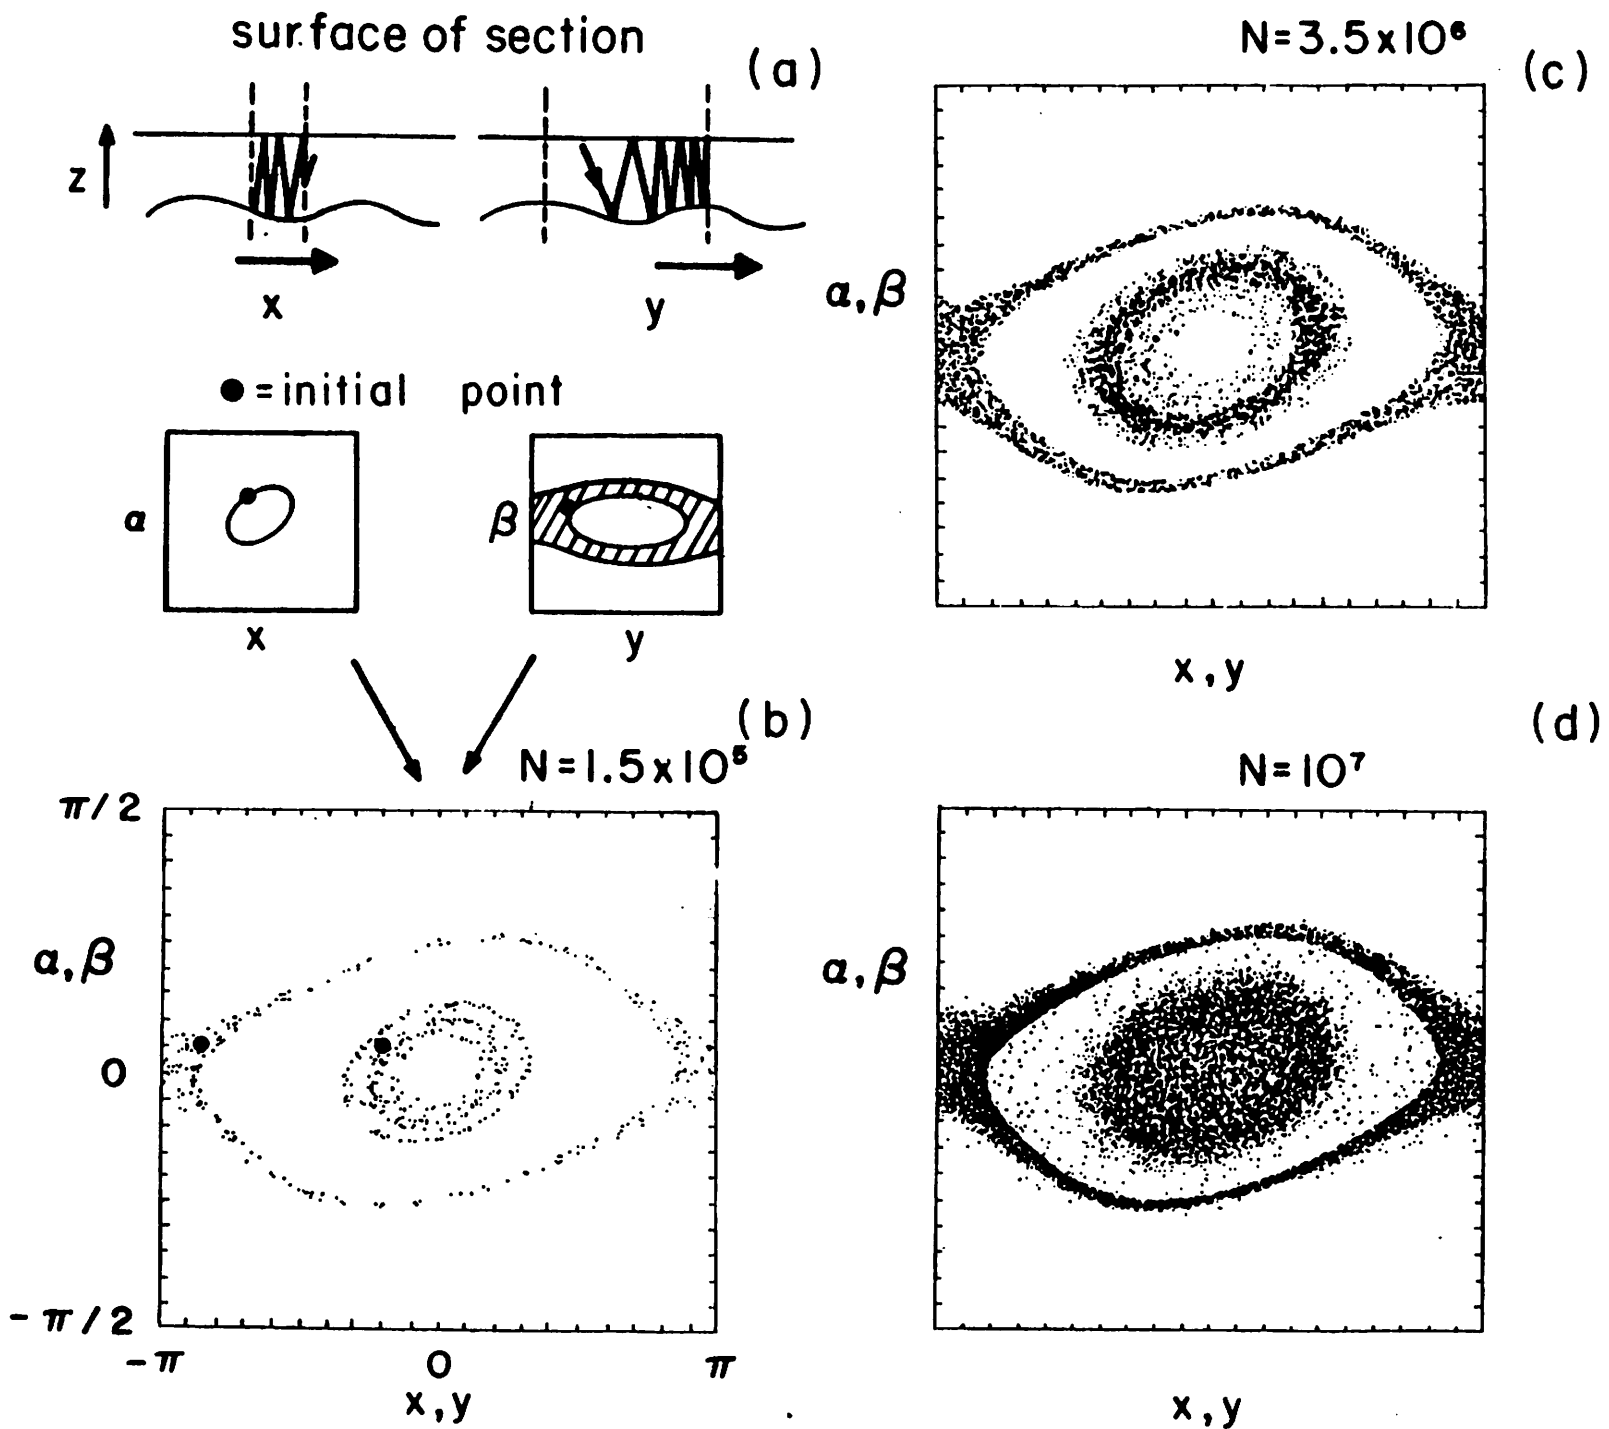 surface of section
(a)
z
x
y
● = initial point
α
x
β
y
(b)
N=1.5x10⁵
π/2
α,β
0
-π/2
-π 0 π
x,y
N=3.5x10⁶
(c)
α,β
x,y
(d)
N=10⁷
α,β
x,y